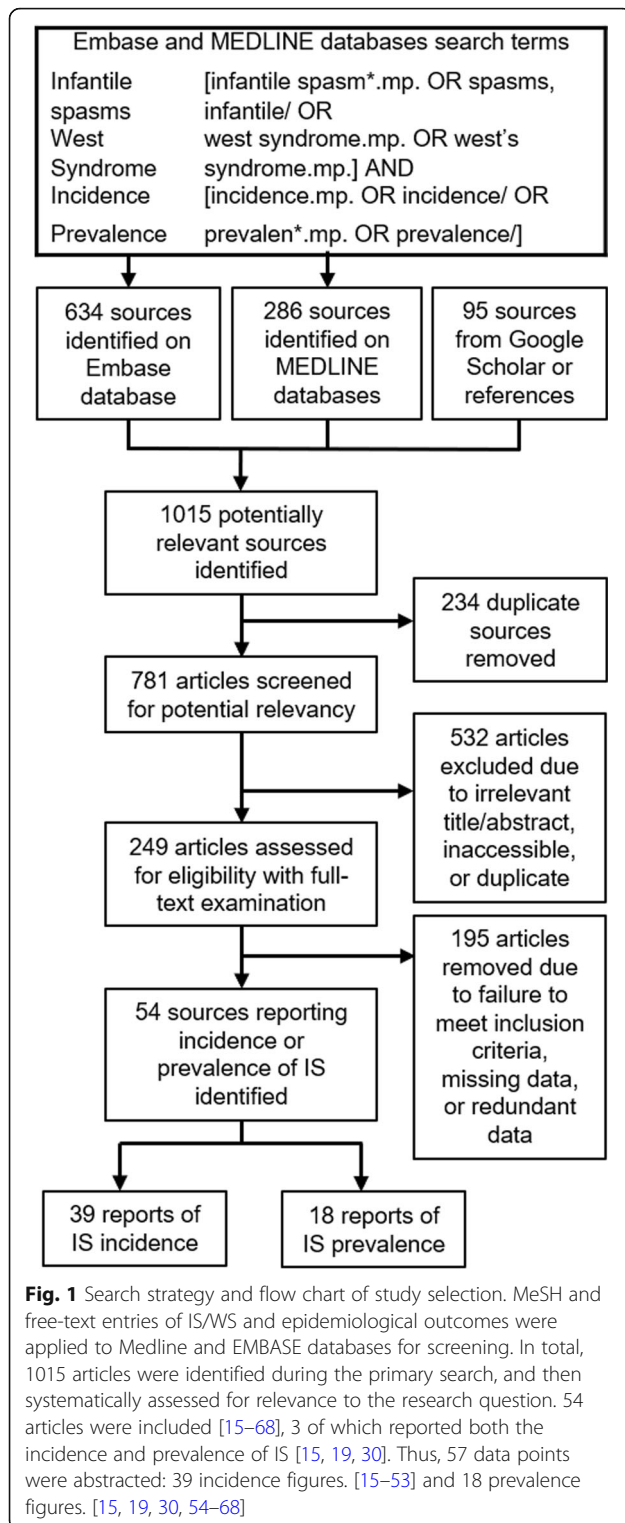 Embase and MEDLINE databases search terms
Infantile [infantile spasm*.mp. OR spasms,
spasms infantile/ OR
West west syndrome.mp. OR west's
Syndrome syndrome.mp.] AND
Incidence [incidence.mp. OR incidence/ OR
Prevalence prevalen*.mp. OR prevalence/]
634 sources
identified on
Embase
database
286 sources
identified on
MEDLINE
databases
95 sources
from Google
Scholar or
references
1015 potentially
relevant sources
identified
234 duplicate
sources
removed
781 articles screened
for potential relevancy
532 articles
excluded due
to irrelevant
title/abstract,
inaccessible,
or duplicate
249 articles assessed
for eligibility with full-
text examination
195 articles
removed due
to failure to
meet inclusion
criteria,
missing data,
or redundant
data
54 sources reporting
incidence or
prevalence of IS
identified
39 reports of
IS incidence
18 reports of
IS prevalence
Fig. 1 Search strategy and flow chart of study selection. MeSH and
free-text entries of IS/WS and epidemiological outcomes were
applied to Medline and EMBASE databases for screening. In total,
1015 articles were identified during the primary search, and then
systematically assessed for relevance to the research question. 54
articles were included [15–68], 3 of which reported both the
incidence and prevalence of IS [15, 19, 30]. Thus, 57 data points
were abstracted: 39 incidence figures. [15–53] and 18 prevalence
figures. [15, 19, 30, 54–68]